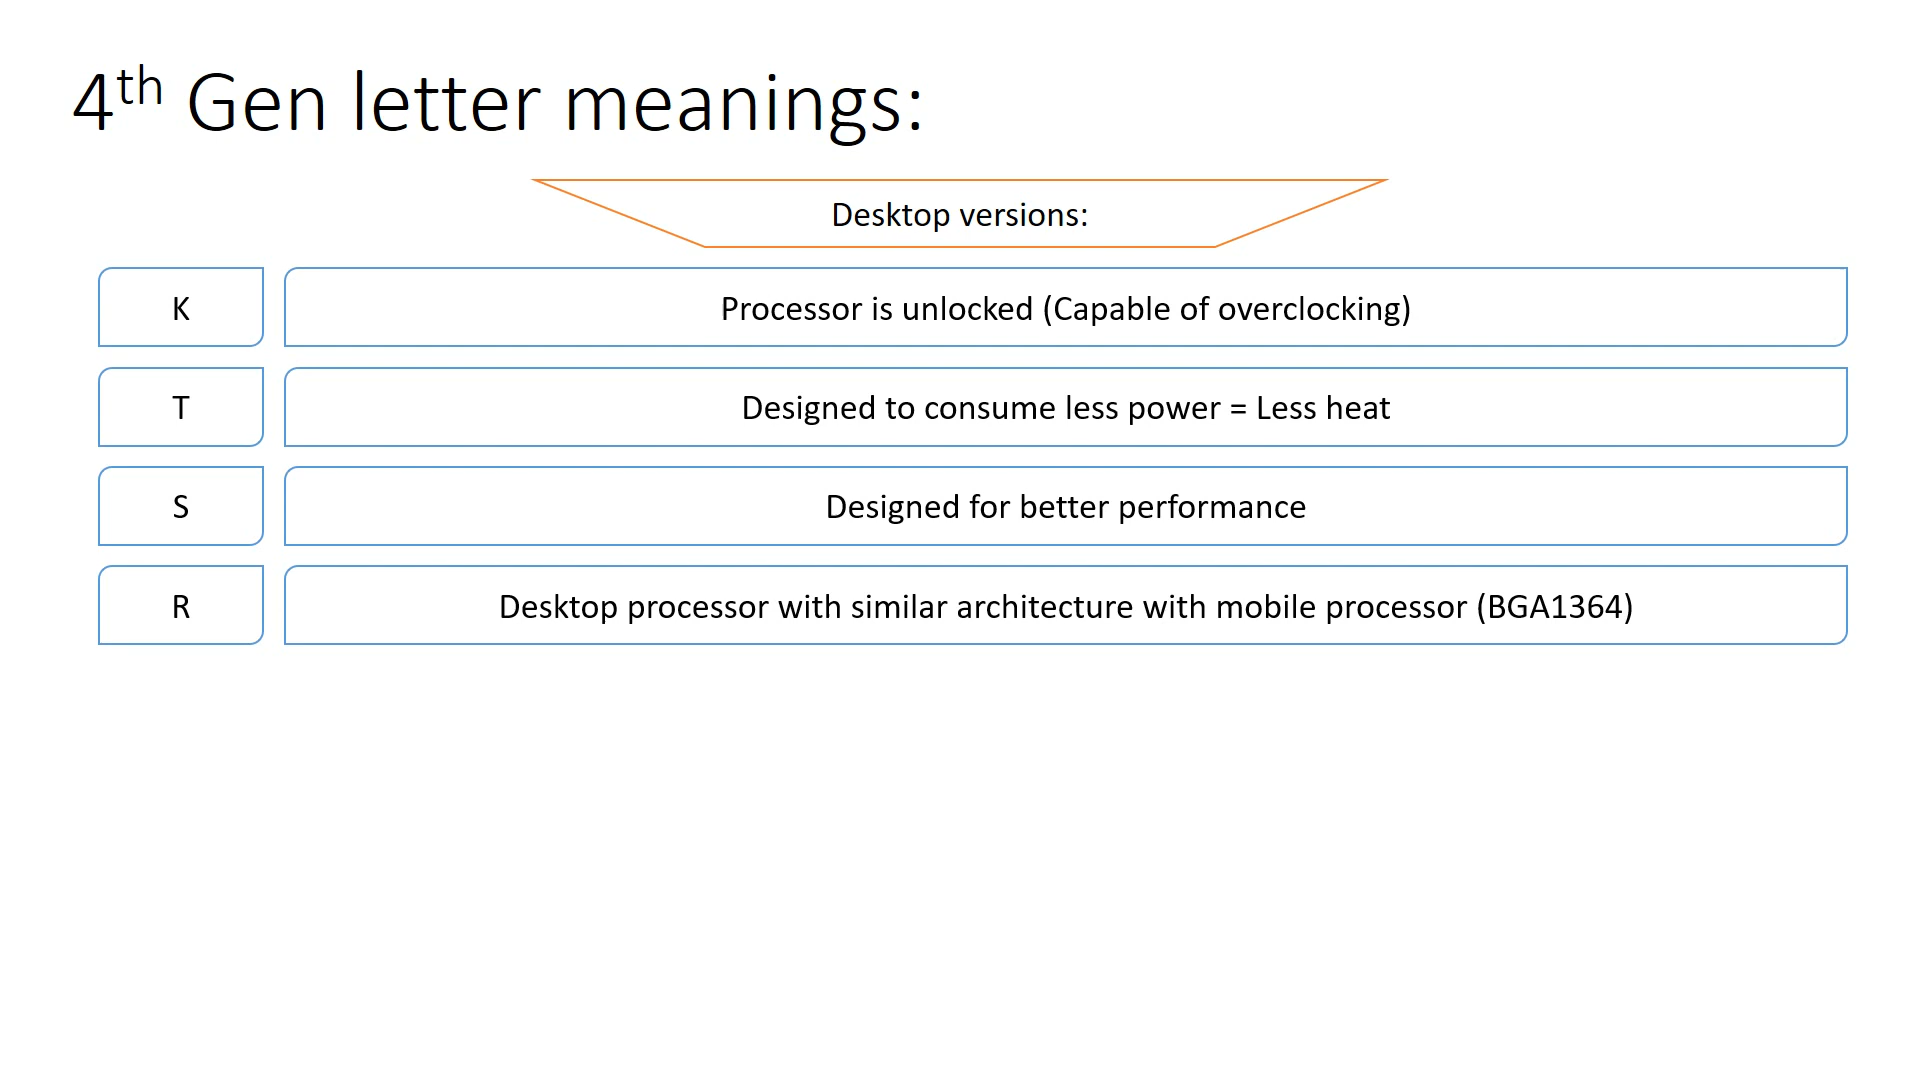 4th Gen letter meanings:
Desktop versions:
K
Processor is unlocked (Capable of overclocking)
T
Designed to consume less power = Less heat
S
Designed for better performance
R
Desktop processor with similar architecture with mobile processor (BGA1364)